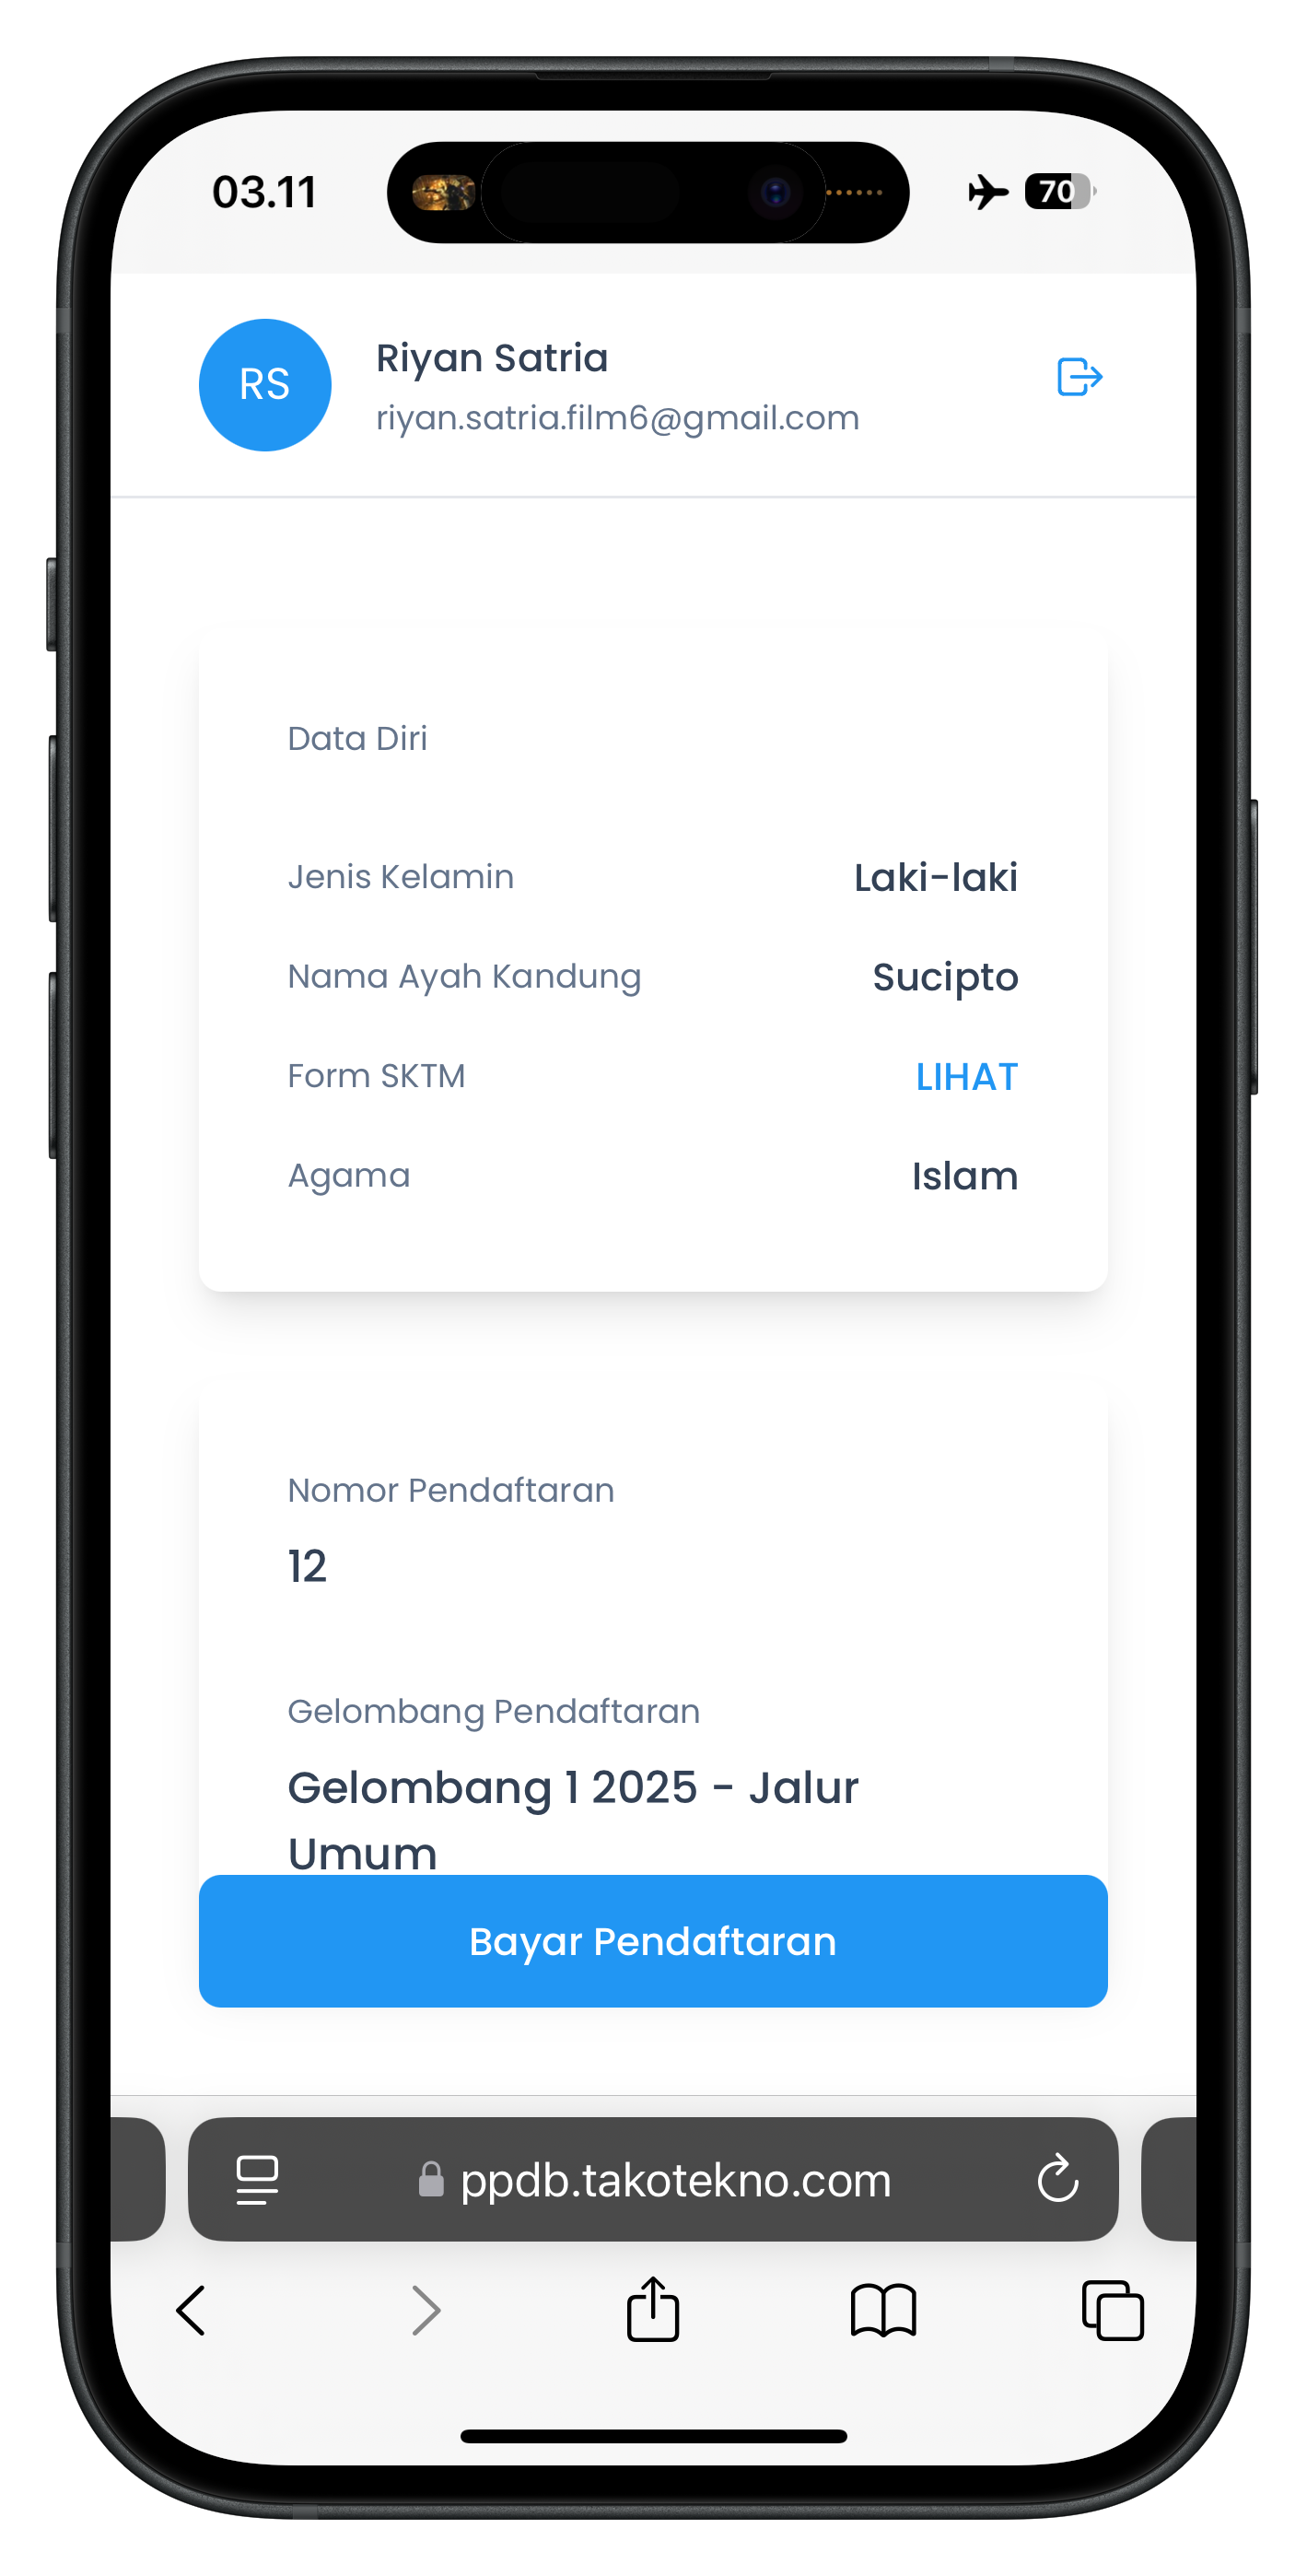 03.11
70
RS
Riyan Satria
riyan.satria.film6@gmail.com
Data Diri
Jenis Kelamin Laki-laki
Nama Ayah Kandung Sucipto
Form SKTM LIHAT
Agama Islam
Nomor Pendaftaran
12
Gelombang Pendaftaran
Gelombang 1 2025 - Jalur
Umum
Bayar Pendaftaran
ppdb.takotekno.com